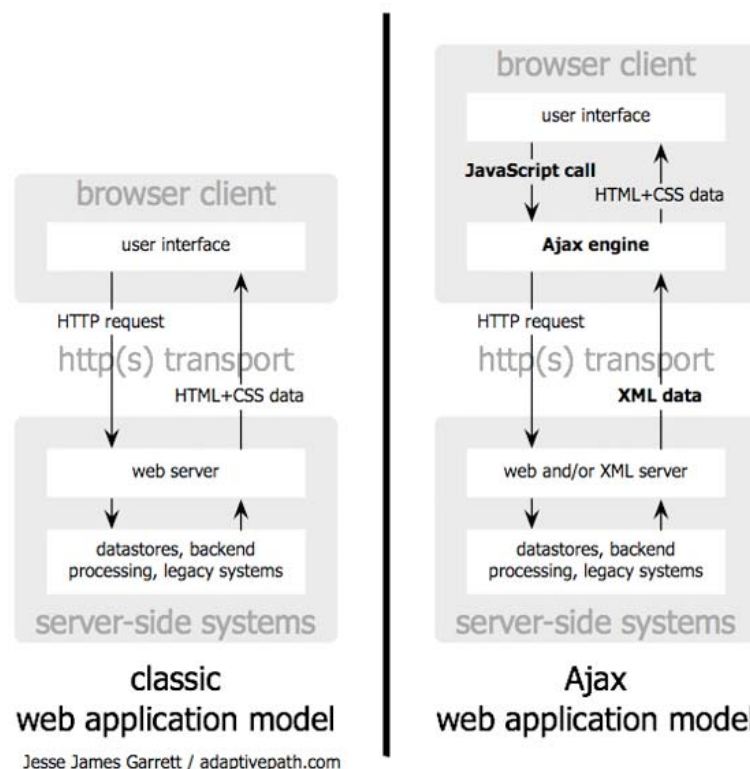 browser client
user interface
HTTP request
http(s) transport
HTML+CSS data
web server
datastores, backend
processing, legacy systems
server-side systems
classic
web application model
Jesse James Garrett / adaptivepath.com
browser client
user interface
JavaScript call
HTML+CSS data
Ajax engine
HTTP request
http(s) transport
XML data
web and/or XML server
datastores, backend
processing, legacy systems
server-side systems
Ajax
web application model